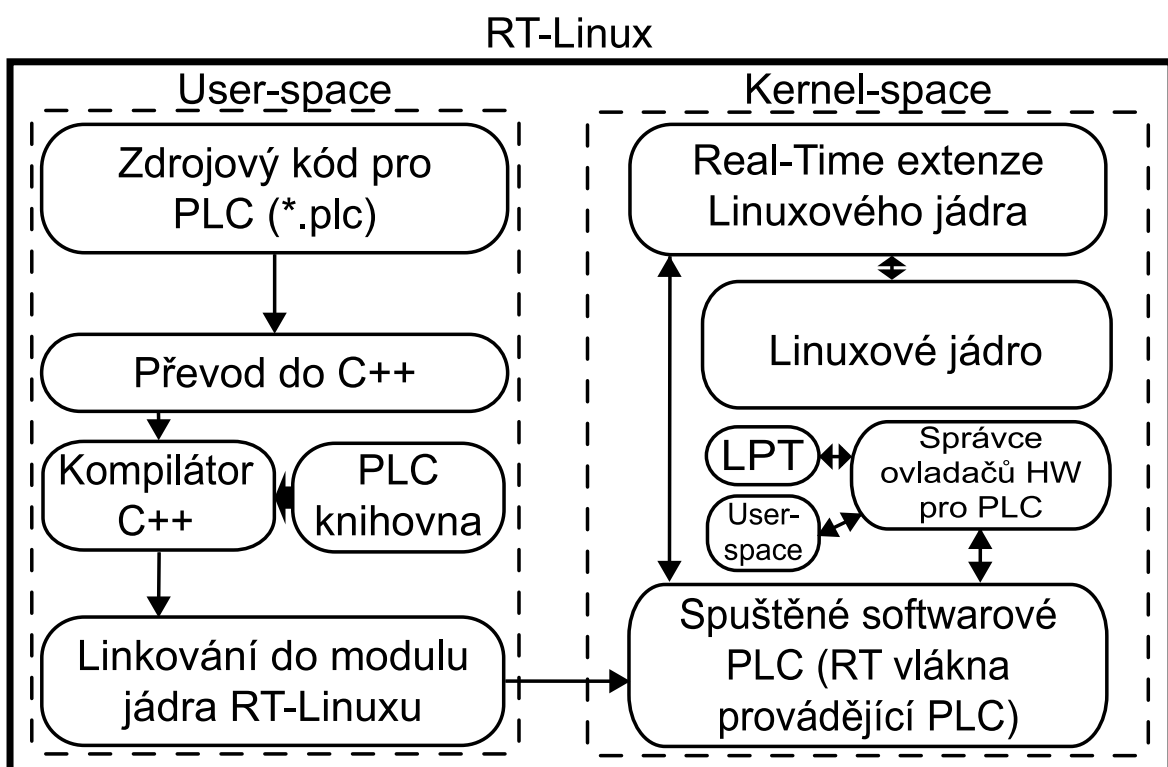 RT-Linux
User-space
Zdrojový kód pro
PLC (*.plc)
Převod do C++
Kompilátor
C++
PLC
knihovna
Linkování do modulu
jádra RT-Linuxu
Kernel-space
Real-Time extenze
Linuxového jádra
Linuxové jádro
LPT
User-
space
Správce
ovladačů HW
pro PLC
Spuštěné softwarové
PLC (RT vlákna
provádějící PLC)